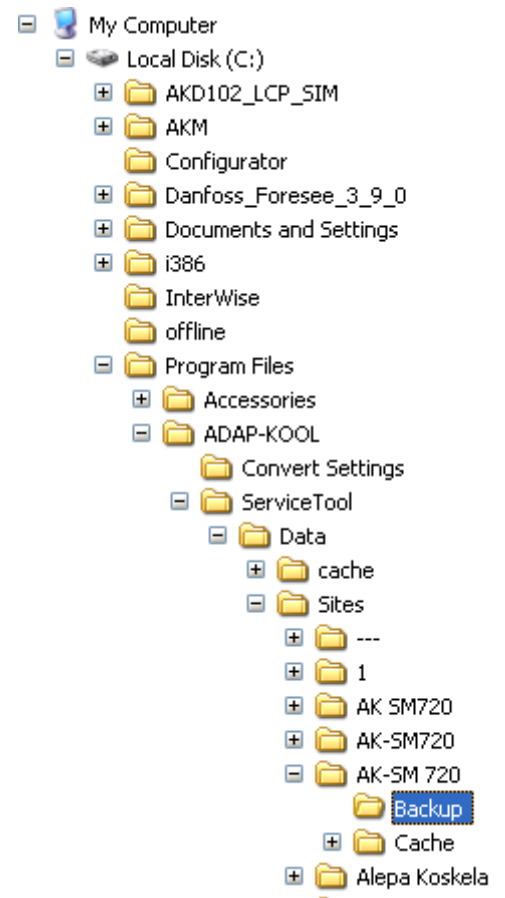 My Computer
Local Disk (C:)
AKD102_LCP_SIM
AKM
Configurator
Danfoss_Foresee_3_9_0
Documents and Settings
i386
InterWise
offline
Program Files
Accessories
ADAP-KOOL
Convert Settings
ServiceTool
Data
cache
Sites
---
1
AK SM720
AK-SM720
AK-SM 720
Backup
Cache
Alepa Koskela